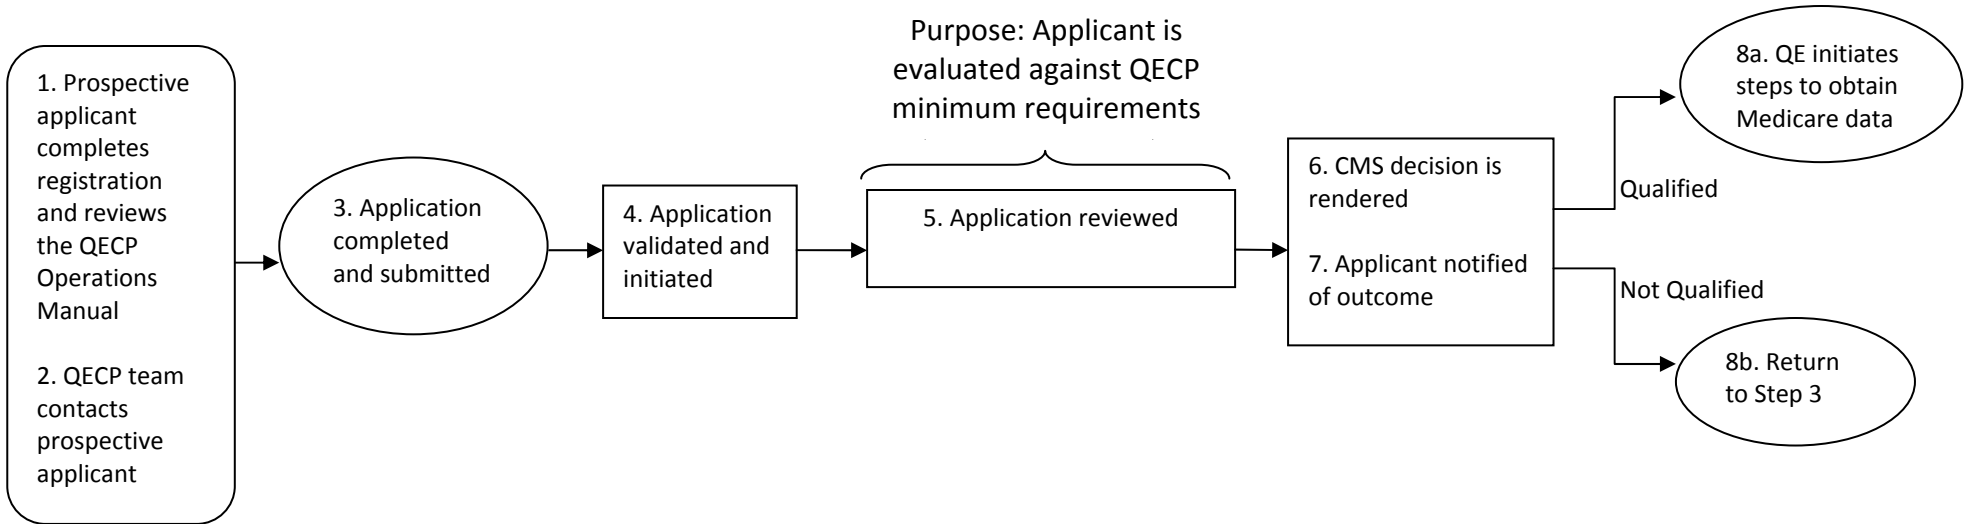 1. Prospective
applicant
completes
registration
and reviews
the QECP
Operations
Manual
2. QECP team
contacts
prospective
applicant
3. Application
completed
and submitted
4. Application
validated and
initiated
Purpose: Applicant is
evaluated against QECP
minimum requirements
5. Application reviewed
6. CMS decision is
rendered
7. Applicant notified
of outcome
Qualified
Not Qualified
8a. QE initiates
steps to obtain
Medicare data
8b. Return
to Step 3